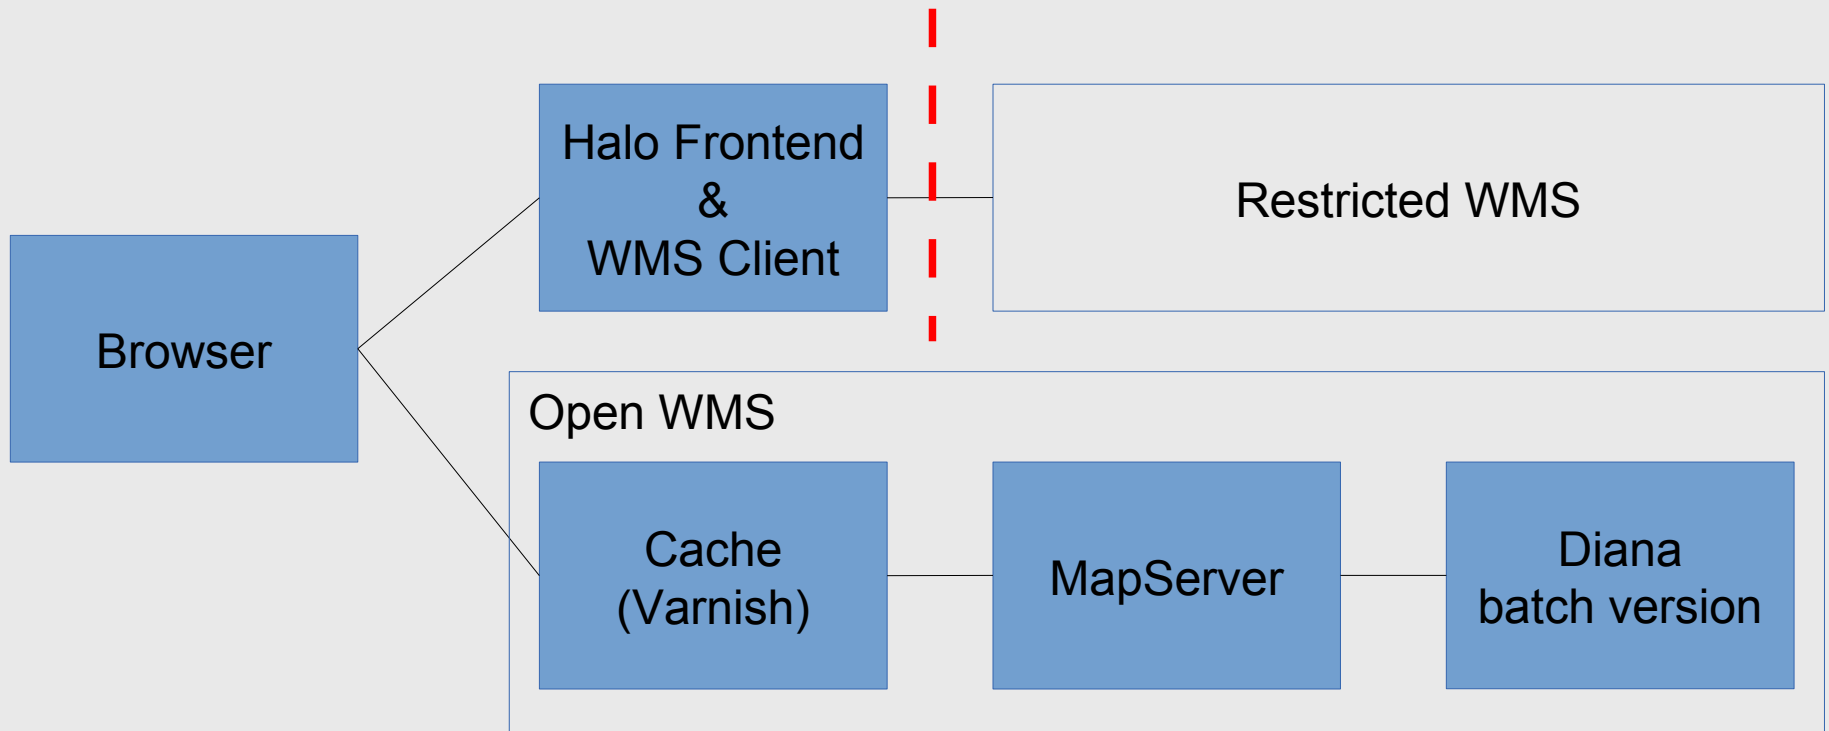 Halo Frontend
&
WMS Client
Restricted WMS
Browser
Open WMS
Cache
(Varnish)
MapServer
Diana
batch version